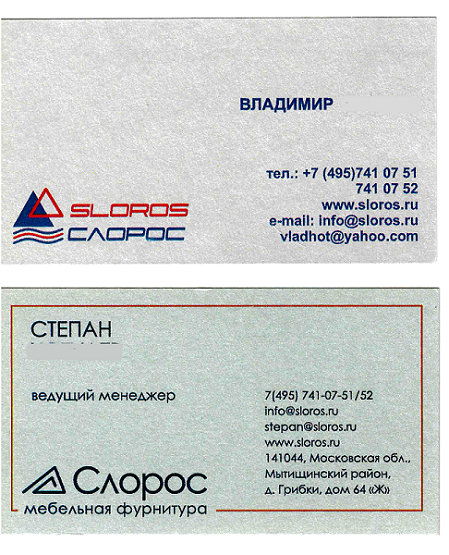 ВЛАДИМИР
тел.: +7 (495)741 07 51
741 07 52
www.sloros.ru
e-mail: info@sloros.ru
vladhot@yahoo.com
SLOROS
СЛОРОС
СТЕПАН
ведущий менеджер
7(495) 741-07-51/52
info@sloros.ru
stepan@sloros.ru
www.sloros.ru
141044, Московская обл.,
Мытищинский район,
д. Грибки, дом 64 «Ж»
Слорос
мебельная фурнитура